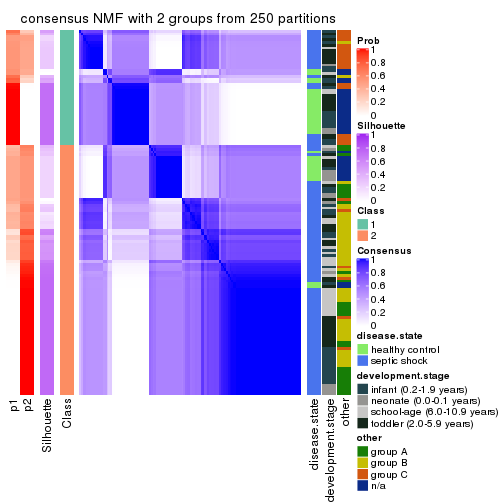 consensus NMF with 2 groups from 250 partitions
Prob
1
0.8
0.6
0.4
0.2
0
Silhouette
1
0.8
0.6
0.4
0.2
0
Class
1
2
Consensus
1
0.8
0.6
0.4
0.2
0
disease.state
healthy control
septic shock
development.stage
infant (0.2-1.9 years)
neonate (0.0-0.1 years)
school-age (6.0-10.9 years)
toddler (2.0-5.9 years)
other
group A
group B
group C
n/a
p1
p2
Silhouette
Class
disease.state
development.stage
other